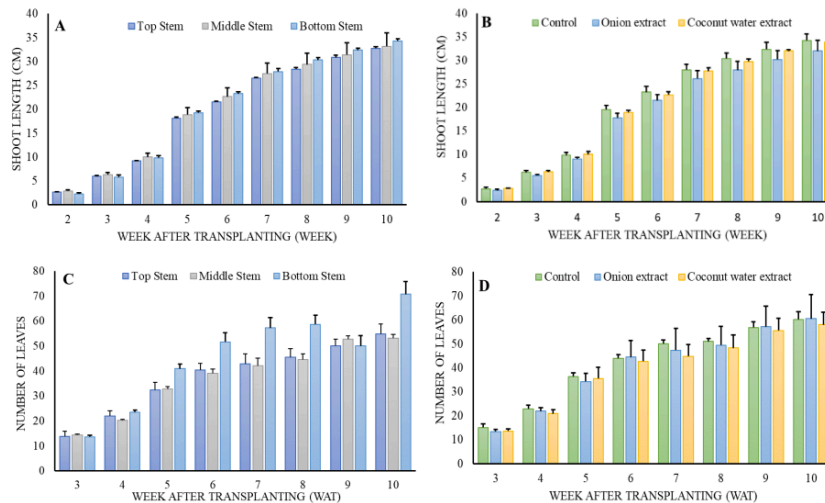 A
Top Stem Middle Stem Bottom Stem
SHOOT LENGTH (CM)
40
35
30
25
20
15
10
5
0
2 3 4 5 6 7 8 9 10
WEEK AFTER TRANSPLANTING (WEEK)
B
Control Onion extract Coconut water extract
SHOOT LENGTH (CM)
40
35
30
25
20
15
10
5
0
2 3 4 5 6 7 8 9 10
WEEK AFTER TRANSPLANTING (WEEK)
C
Top Stem Middle Stem Bottom Stem
NUMBER OF LEAVES
80
70
60
50
40
30
20
10
0
3 4 5 6 7 8 9 10
WEEK AFTER TRANSPLANTING (WAT)
D
Control Onion extract Coconut water extract
NUMBER OF LEAVES
80
70
60
50
40
30
20
10
0
3 4 5 6 7 8 9 10
WEEK AFTER TRANSPLANTING (WAT)